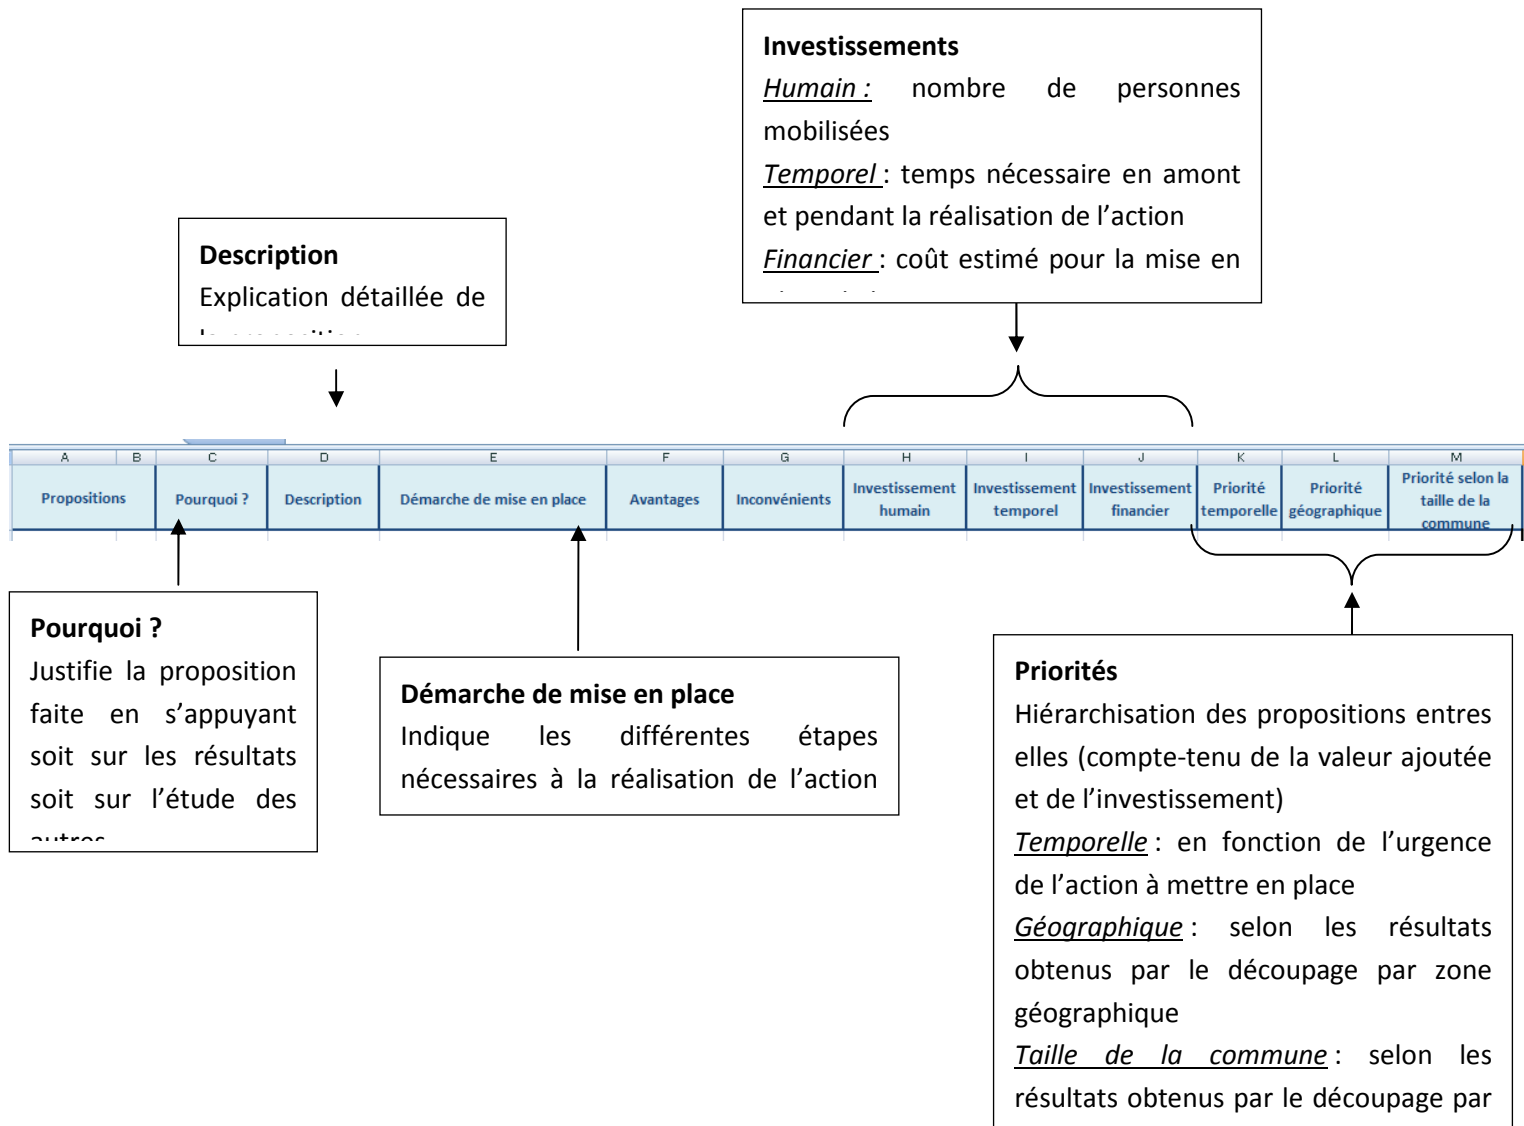 Investissements
Humain : nombre de personnes
mobilisées
Temporel : temps nécessaire en amont
et pendant la réalisation de l’action
Financier : coût estimé pour la mise en
Description
Explication détaillée de
A B C D E F G H I J K L M
Propositions Pourquoi ? Description Démarche de mise en place Avantages Inconvénients Investissement humain Investissement temporel Investissement financier Priorité temporelle Priorité géographique Priorité selon la taille de la commune
Pourquoi ?
Justifie la proposition
faite en s’appuyant
soit sur les résultats
soit sur l’étude des
Démarche de mise en place
Indique les différentes étapes
nécessaires à la réalisation de l’action
Priorités
Hiérarchisation des propositions entres
elles (compte-tenu de la valeur ajoutée
et de l’investissement)
Temporelle : en fonction de l’urgence
de l’action à mettre en place
Géographique : selon les résultats
obtenus par le découpage par zone
géographique
Taille de la commune : selon les
résultats obtenus par le découpage par